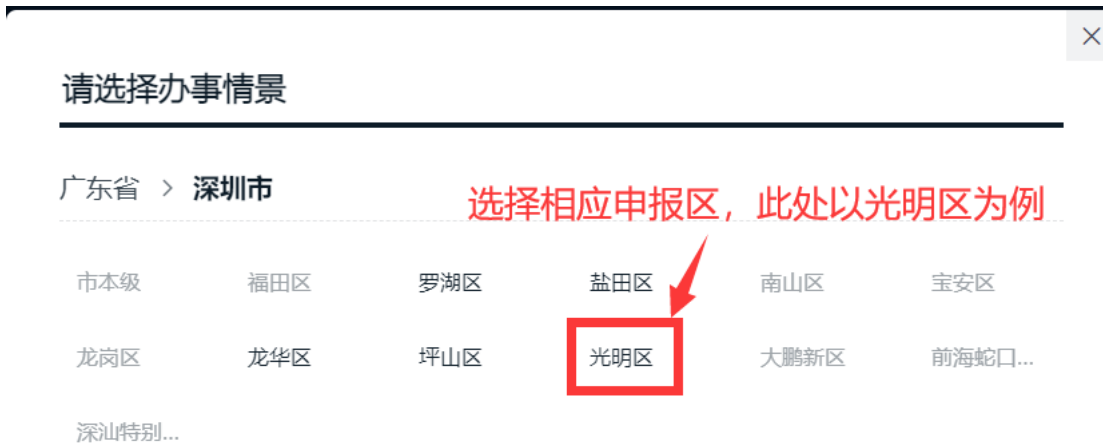 请选择办事情景
广东省 > 深圳市
选择相应申报区，此处以光明区为例
市本级 福田区 罗湖区 盐田区 南山区 宝安区
龙岗区 龙华区 坪山区 光明区 大鹏新区 前海蛇口...
深汕特别...